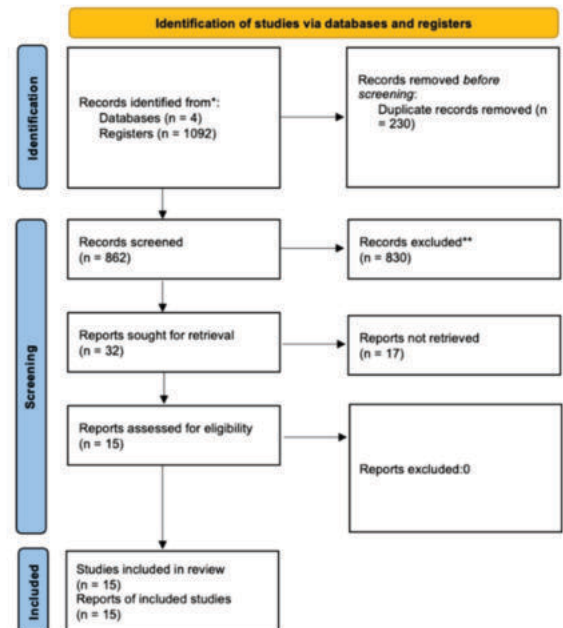 Identification of studies via databases and registers
Identification
Records identified from*:
Databases (n = 4)
Registers (n = 1092)
Records removed before
screening:
Duplicate records removed (n
= 230)
Screening
Records screened
(n = 862)
Records excluded**
(n = 830)
Reports sought for retrieval
(n = 32)
Reports not retrieved
(n = 17)
Reports assessed for eligibility
(n = 15)
Reports excluded:0
Included
Studies included in review
(n = 15)
Reports of included studies
(n = 15)